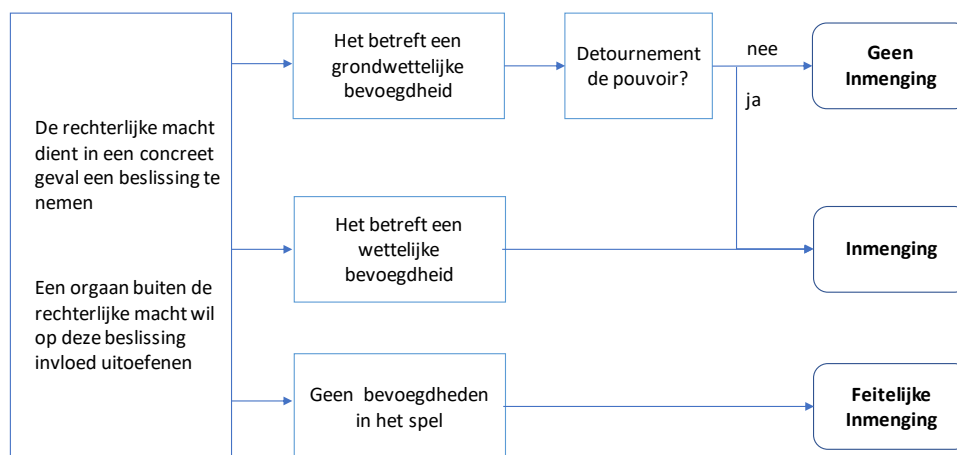 De rechterlijke macht
dient in een concreet
geval een beslissing te
nemen
Een orgaan buiten de
rechterlijke macht wil
op deze beslissing
invloed uitoefenen
Het betreft een
grondwettelijke
bevoegdheid
Detournement
de pouvoir?
nee
ja
Geen
Inmenging
Het betreft een
wettelijke
bevoegdheid
Inmenging
Geen bevoegdheden
in het spel
Feitelijke
Inmenging